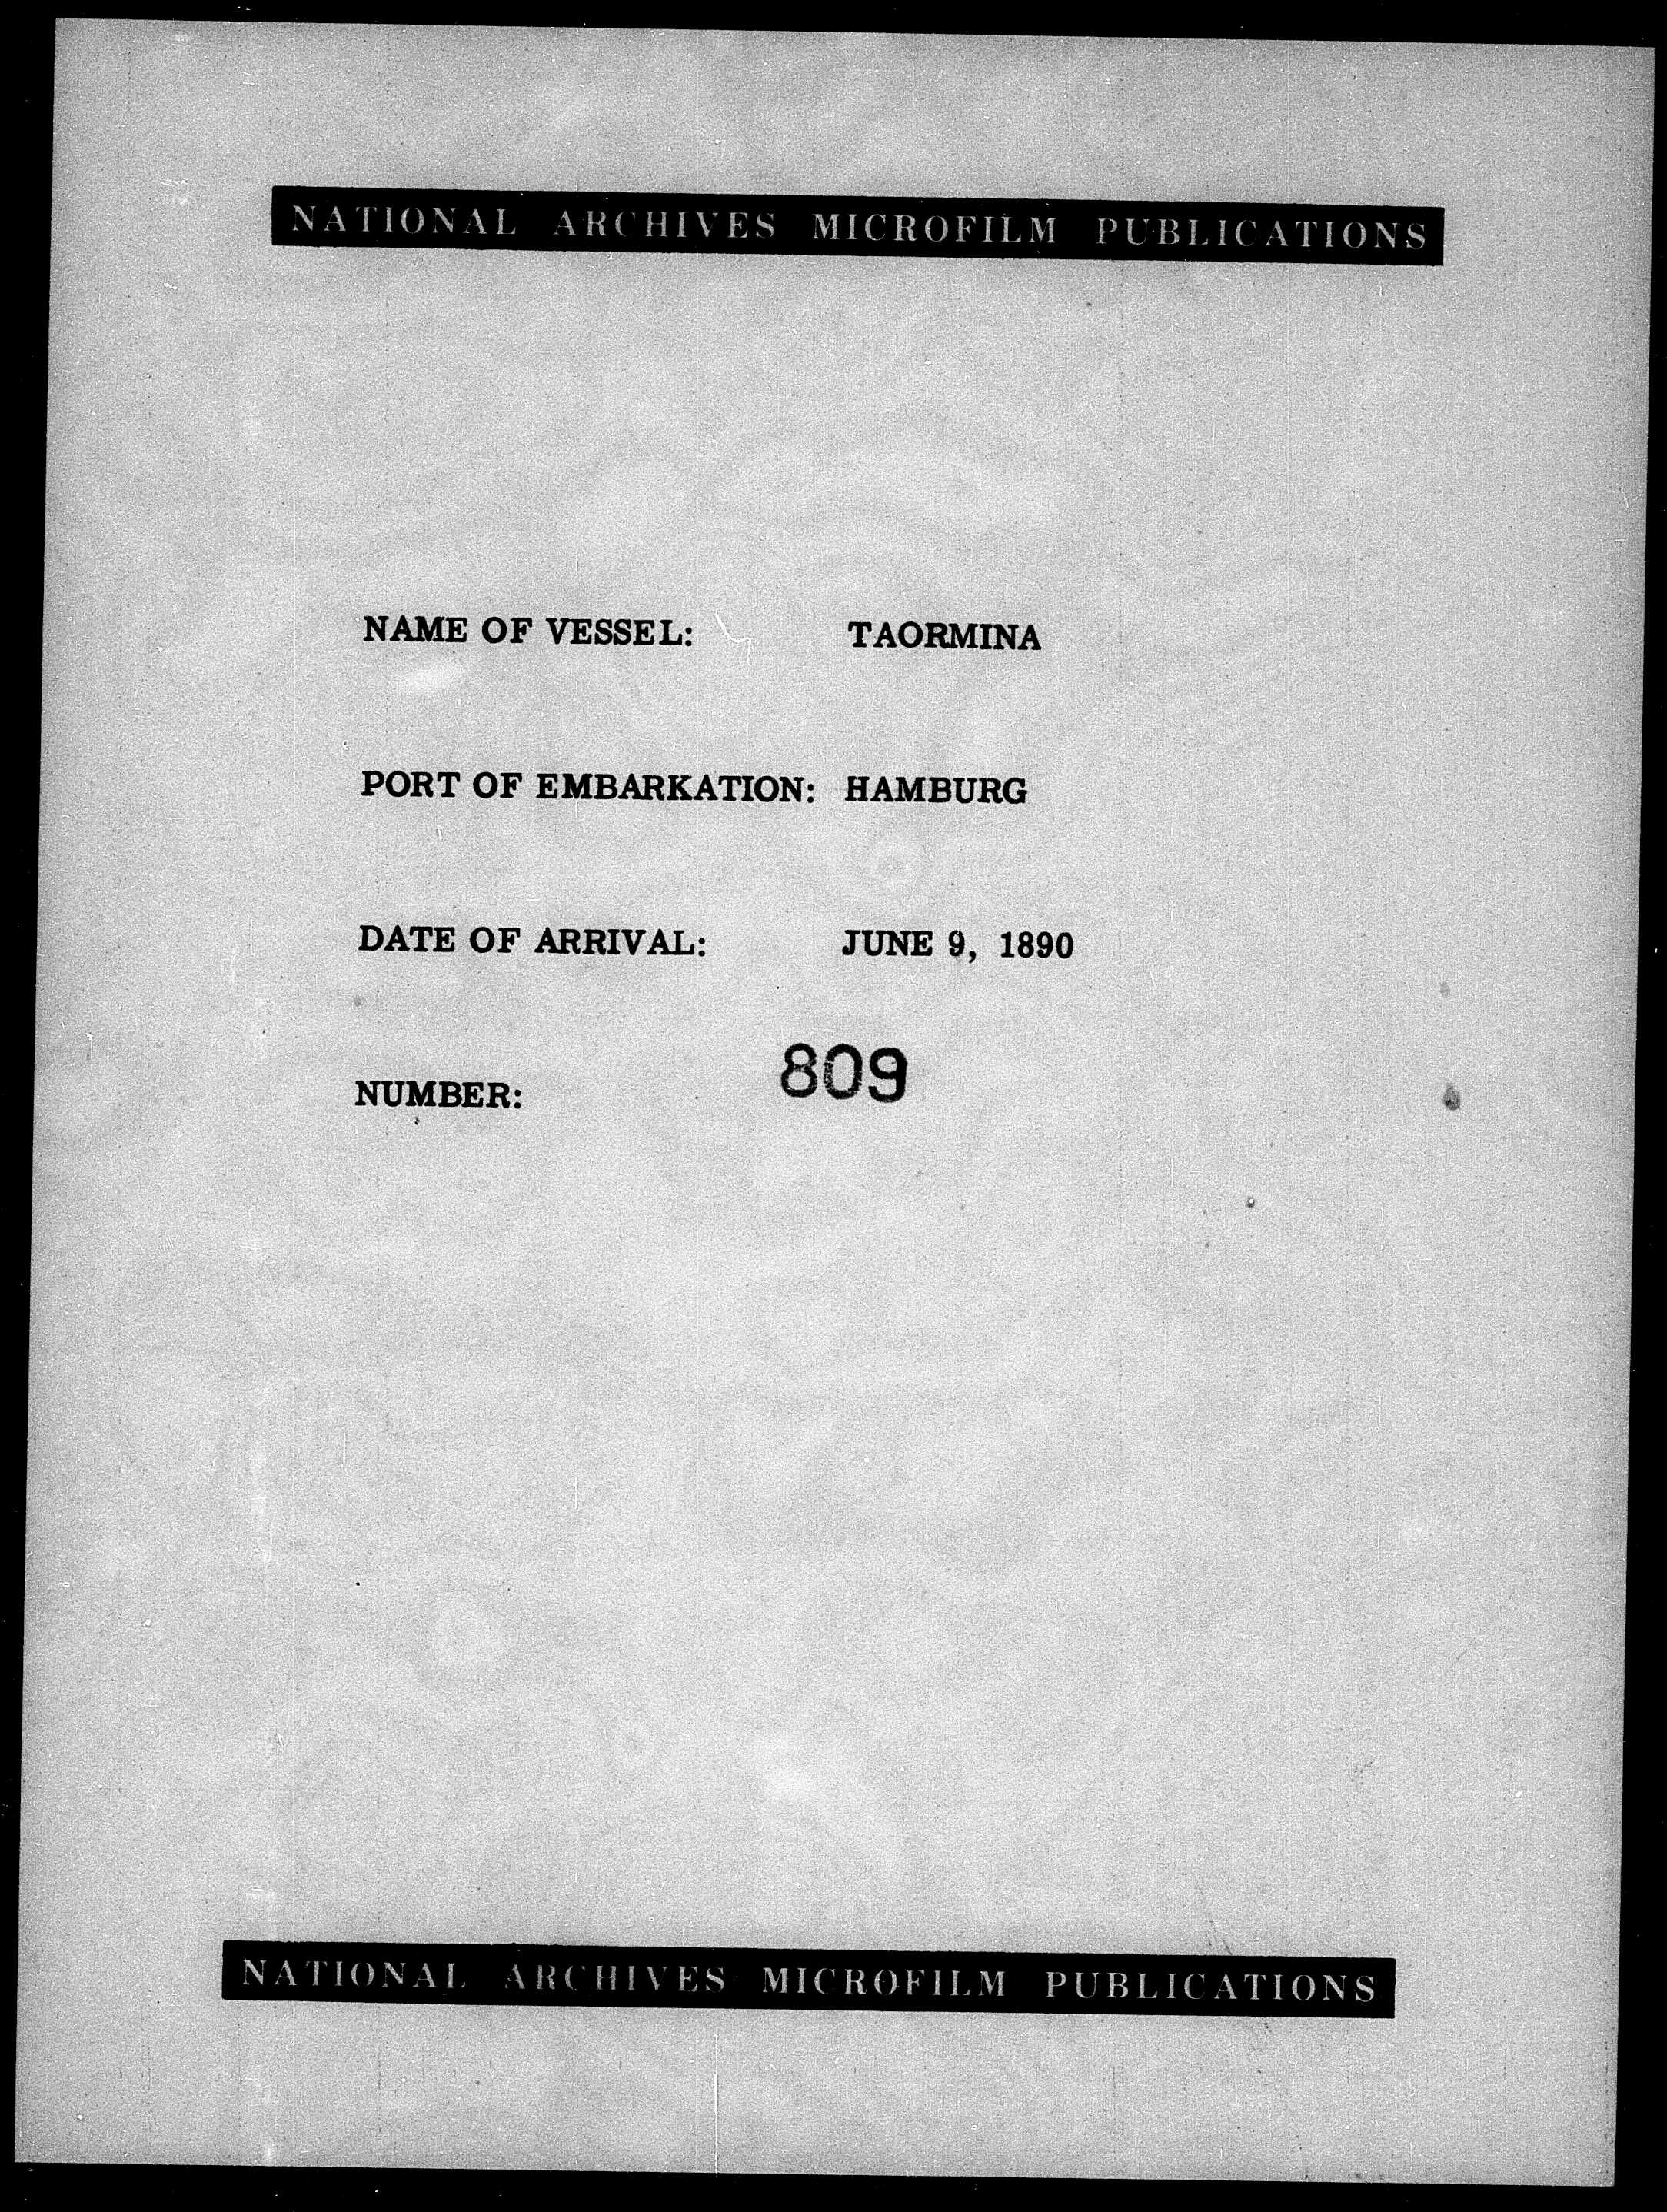 NATIONAL ARCHIVES MICROFILM PUBLICATIONS
NAME OF VESSEL: TAORMINA
PORT OF EMBARKATION: HAMBURG
DATE OF ARRIVAL: JUNE 9, 1890
NUMBER: 809
NATIONAL ARCHIVES MICROFILM PUBLICATIONS